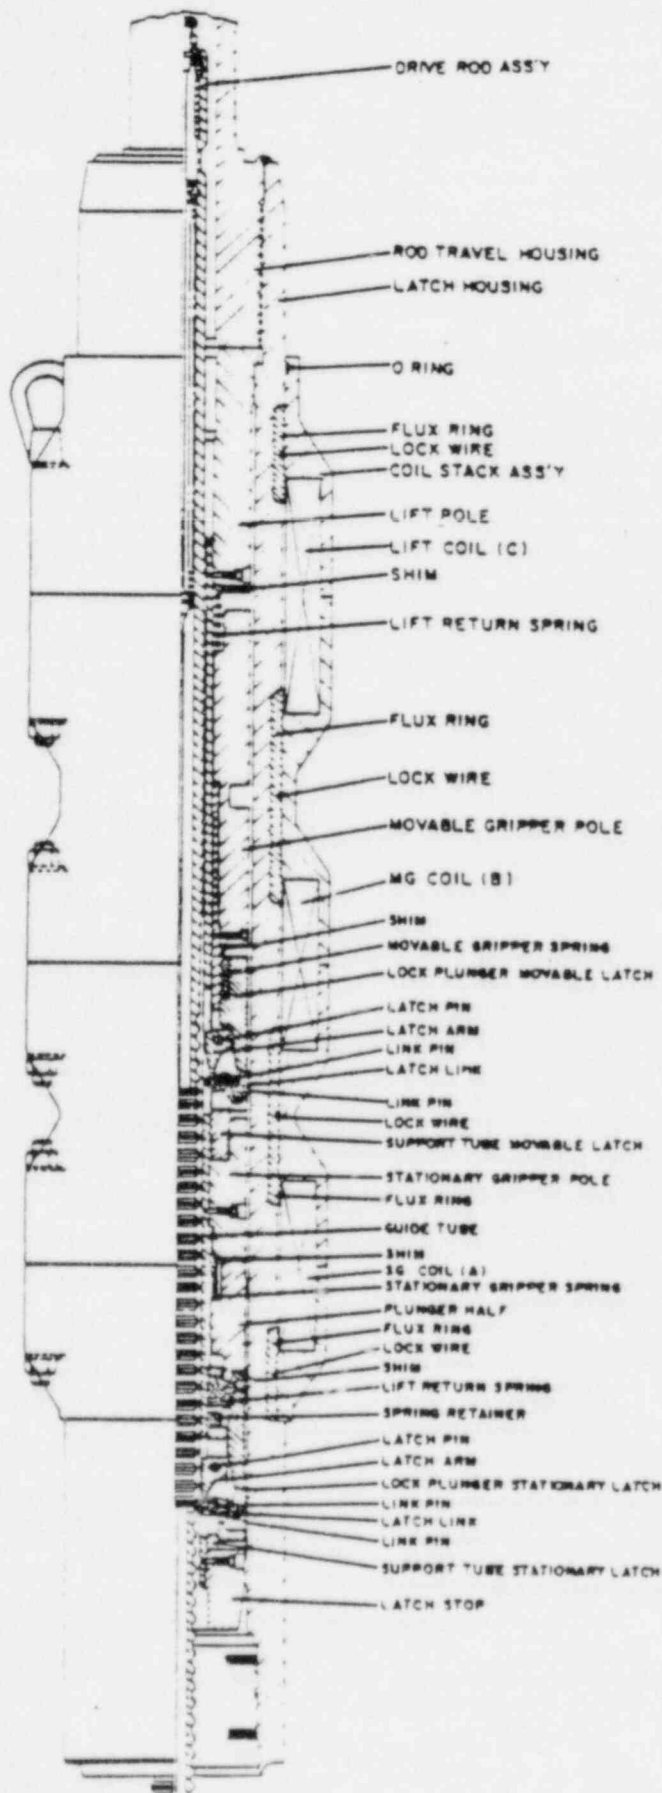 DRIVE ROD ASS'Y
ROD TRAVEL HOUSING
LATCH HOUSING
O RING
FLUX RING
LOCK WIRE
COIL STACK ASS'Y
LIFT POLE
LIFT COIL (C)
SHIM
LIFT RETURN SPRING
FLUX RING
LOCK WIRE
MOVABLE GRIPPER POLE
MG COIL (B)
SHIM
MOVABLE GRIPPER SPRING
LOCK PLUNGER MOVABLE LATCH
LATCH PIN
LATCH ARM
LINK PIN
LATCH LINK
LINK PIN
LOCK WIRE
SUPPORT TUBE MOVABLE LATCH
STATIONARY GRIPPER POLE
FLUX RING
GUIDE TUBE
SHIM
SG COIL (A)
STATIONARY GRIPPER SPRING
PLUNGER HALF
FLUX RING
LOCK WIRE
SHIM
LIFT RETURN SPRING
SPRING RETAINER
LATCH PIN
LATCH ARM
LOCK PLUNGER STATIONARY LATCH
LINK PIN
LATCH LINK
LINK PIN
SUPPORT TUBE STATIONARY LATCH
LATCH STOP